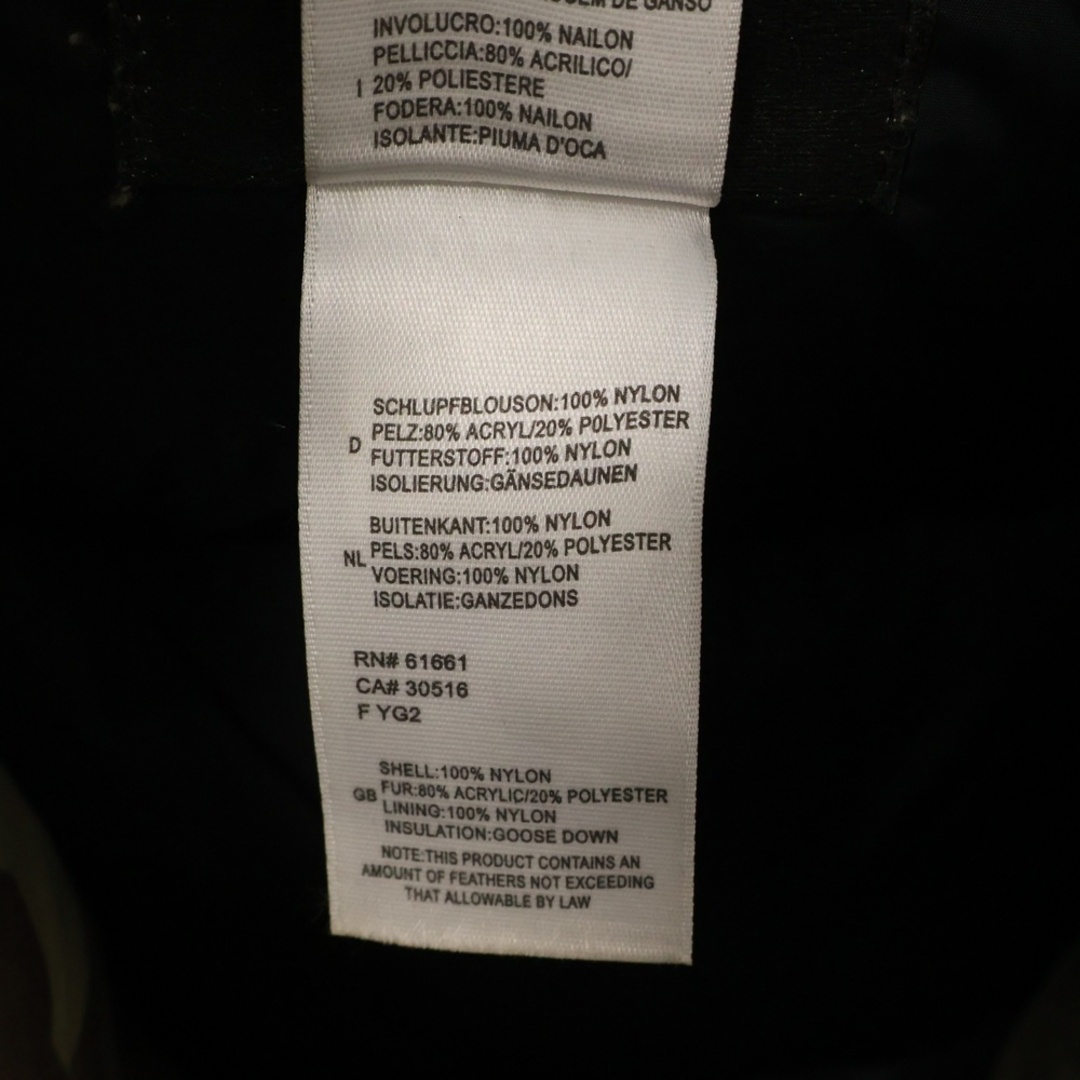 DE GANSO
INVOLUCRO:100% NAILON
PELLICCIA:80% ACRILICO/
I 20% POLIESTERE
FODERA:100% NAILON
ISOLANTE:PIUMA D'OCA
SCHLUPFBLOUSON:100% NYLON
D PELZ:80% ACRYL/20% POLYESTER
FUTTERSTOFF:100% NYLON
ISOLIERUNG:GÄNSEDAUNEN
BUITENKANT:100% NYLON
NL PELS:80% ACRYL/20% POLYESTER
VOERING:100% NYLON
ISOLATIE:GANZEDONS
RN# 61661
CA# 30516
F YG2
SHELL:100% NYLON
GB FUR:80% ACRYLIC/20% POLYESTER
LINING:100% NYLON
INSULATION:GOOSE DOWN
NOTE:THIS PRODUCT CONTAINS AN
AMOUNT OF FEATHERS NOT EXCEEDING
THAT ALLOWABLE BY LAW